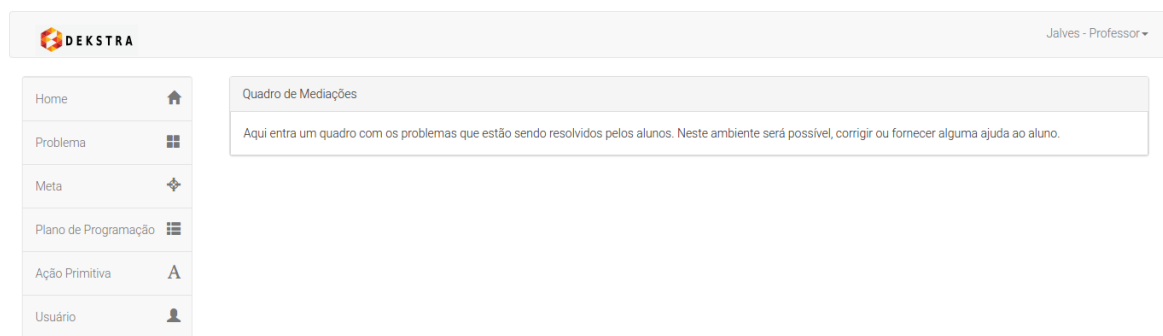 DEKSTRA
Jalves - Professor
Home
Quadro de Mediações
Aqui entra um quadro com os problemas que estão sendo resolvidos pelos alunos. Neste ambiente será possível, corrigir ou fornecer alguma ajuda ao aluno.
Problema
Meta
Plano de Programação
Ação Primitiva
Usuário